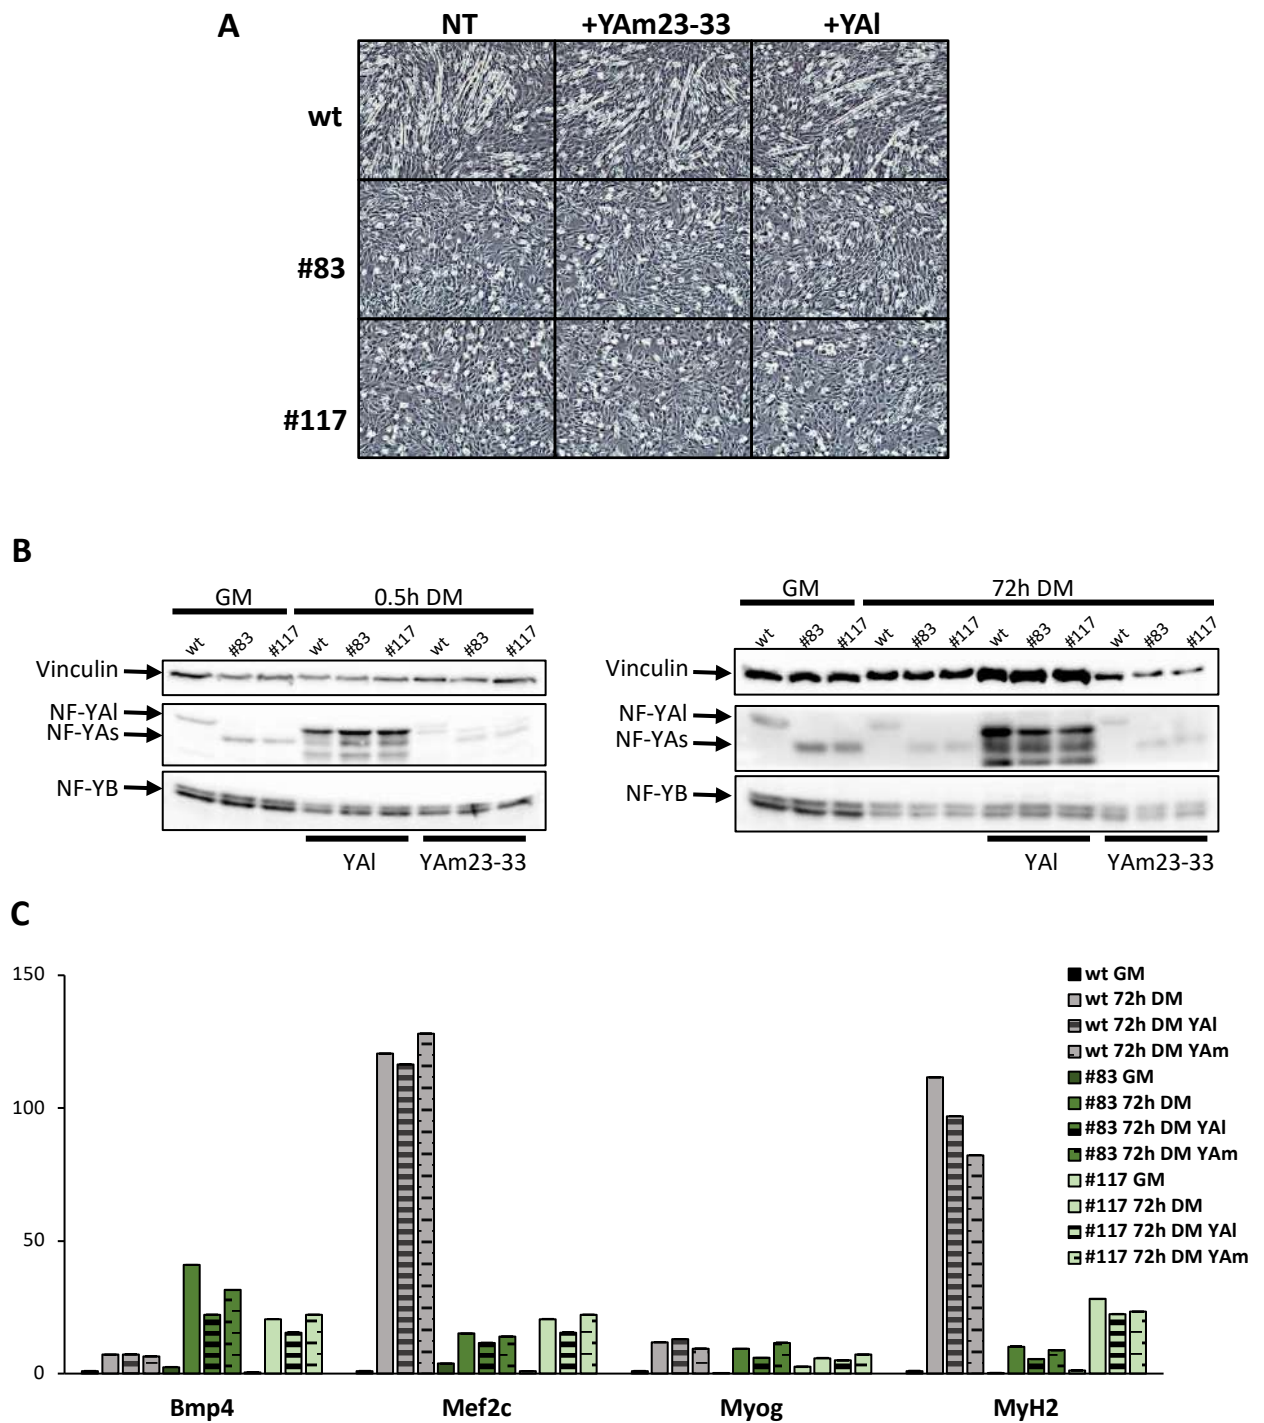 A
NT +YAm23-33 +YAl
wt
#83
#117
B
GM 0.5h DM
wt #83 #117 wt #83 #117 wt #83 #117
Vinculin
NF-YAl
NF-YAs
NF-YB
YAl YAm23-33
GM 72h DM
wt #83 #117 wt #83 #117 wt #83 #117 wt #83 #117
Vinculin
NF-YAl
NF-YAs
NF-YB
YAl YAm23-33
C
150
100
50
0
Bmp4 Mef2c Myog MyH2
wt GM
wt 72h DM
wt 72h DM YAl
wt 72h DM YAm
#83 GM
#83 72h DM
#83 72h DM YAl
#83 72h DM YAm
#117 GM
#117 72h DM
#117 72h DM YAl
#117 72h DM YAm